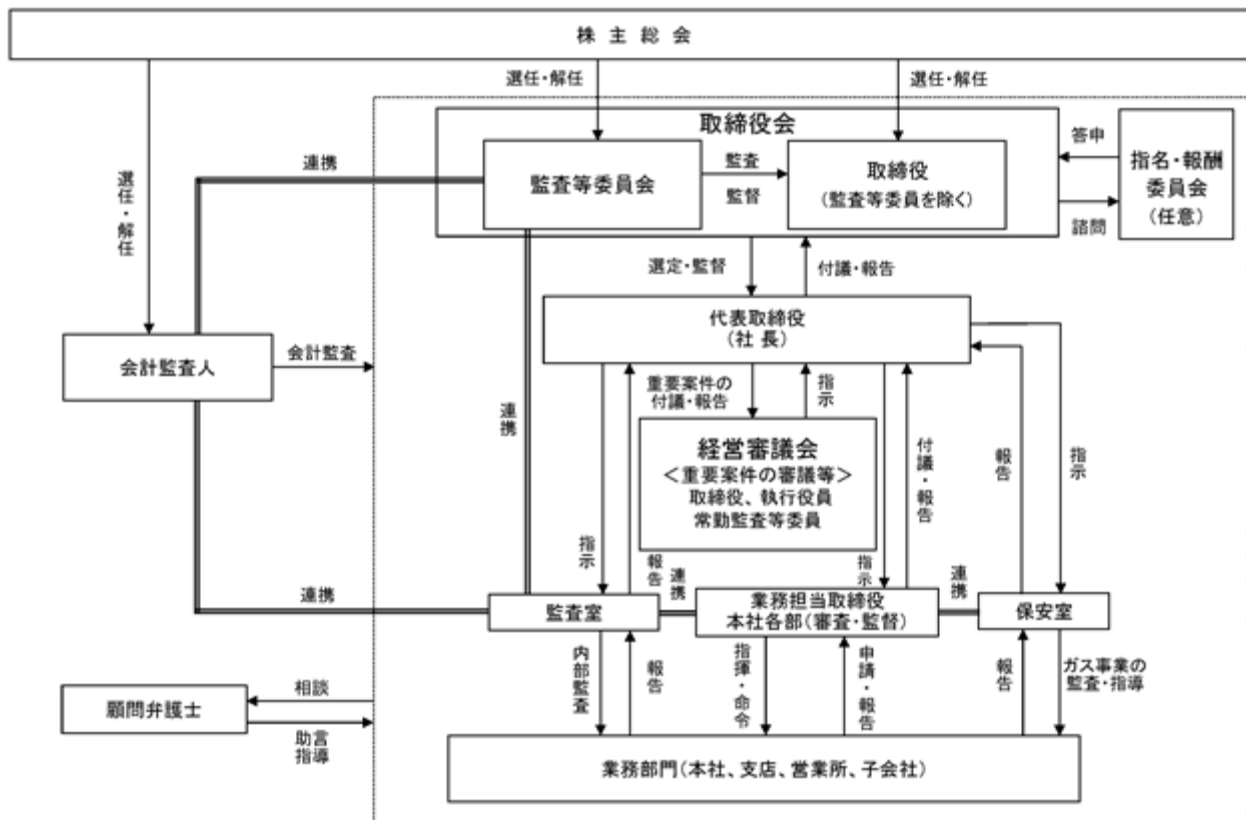 株主総会
選任・解任
選任・解任
選任・解任
取締役会
監査等委員会
監査
監督
取締役
(監査等委員を除く)
答申
諮問
指名・報酬
委員会
(任意)
連携
選定・監督
付議・報告
代表取締役
(社長)
会計監査人
会計監査
連携
重要案件の
付議・報告
指示
経営審議会
<重要案件の審議等>
取締役、執行役員
常勤監査等委員
指示
報告
指示
付議・報告
報告
指示
連携
監査室
連携
業務担当取締役
本社各部(審査・監督)
連携
保安室
内部監査
報告
指揮・命令
申請・報告
報告
ガス事業の
監査・指導
顧問弁護士
相談
助言
指導
業務部門(本社、支店、営業所、子会社)